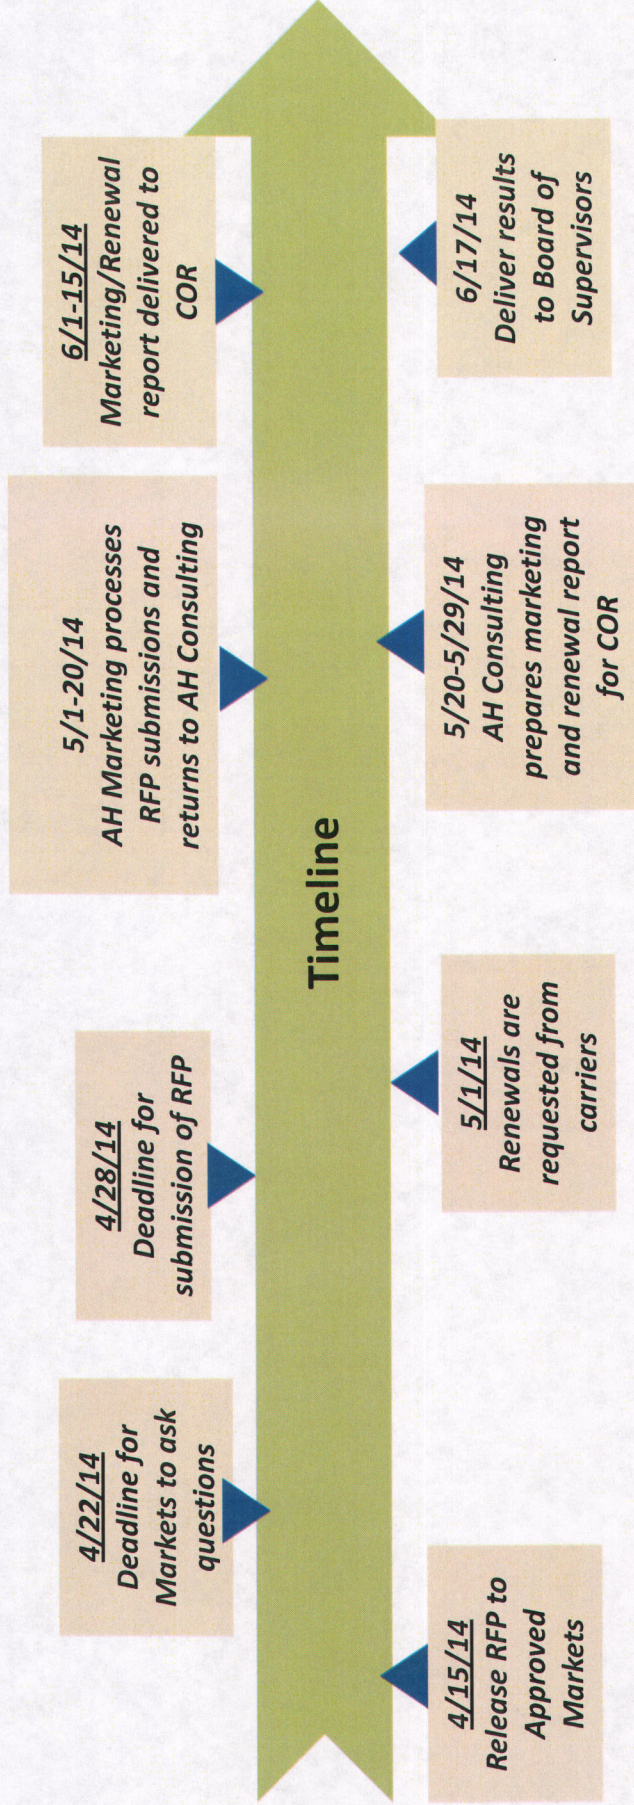 4/22/14
Deadline for
Markets to ask
questions
4/28/14
Deadline for
submission of RFP
5/1-20/14
AH Marketing processes
RFP submissions and
returns to AH Consulting
6/1-15/14
Marketing/Renewal
report delivered to
COR
Timeline
4/15/14
Release RFP to
Approved
Markets
5/1/14
Renewals are
requested from
carriers
5/20-5/29/14
AH Consulting
prepares marketing
and renewal report
for COR
6/17/14
Deliver results
to Board of
Supervisors